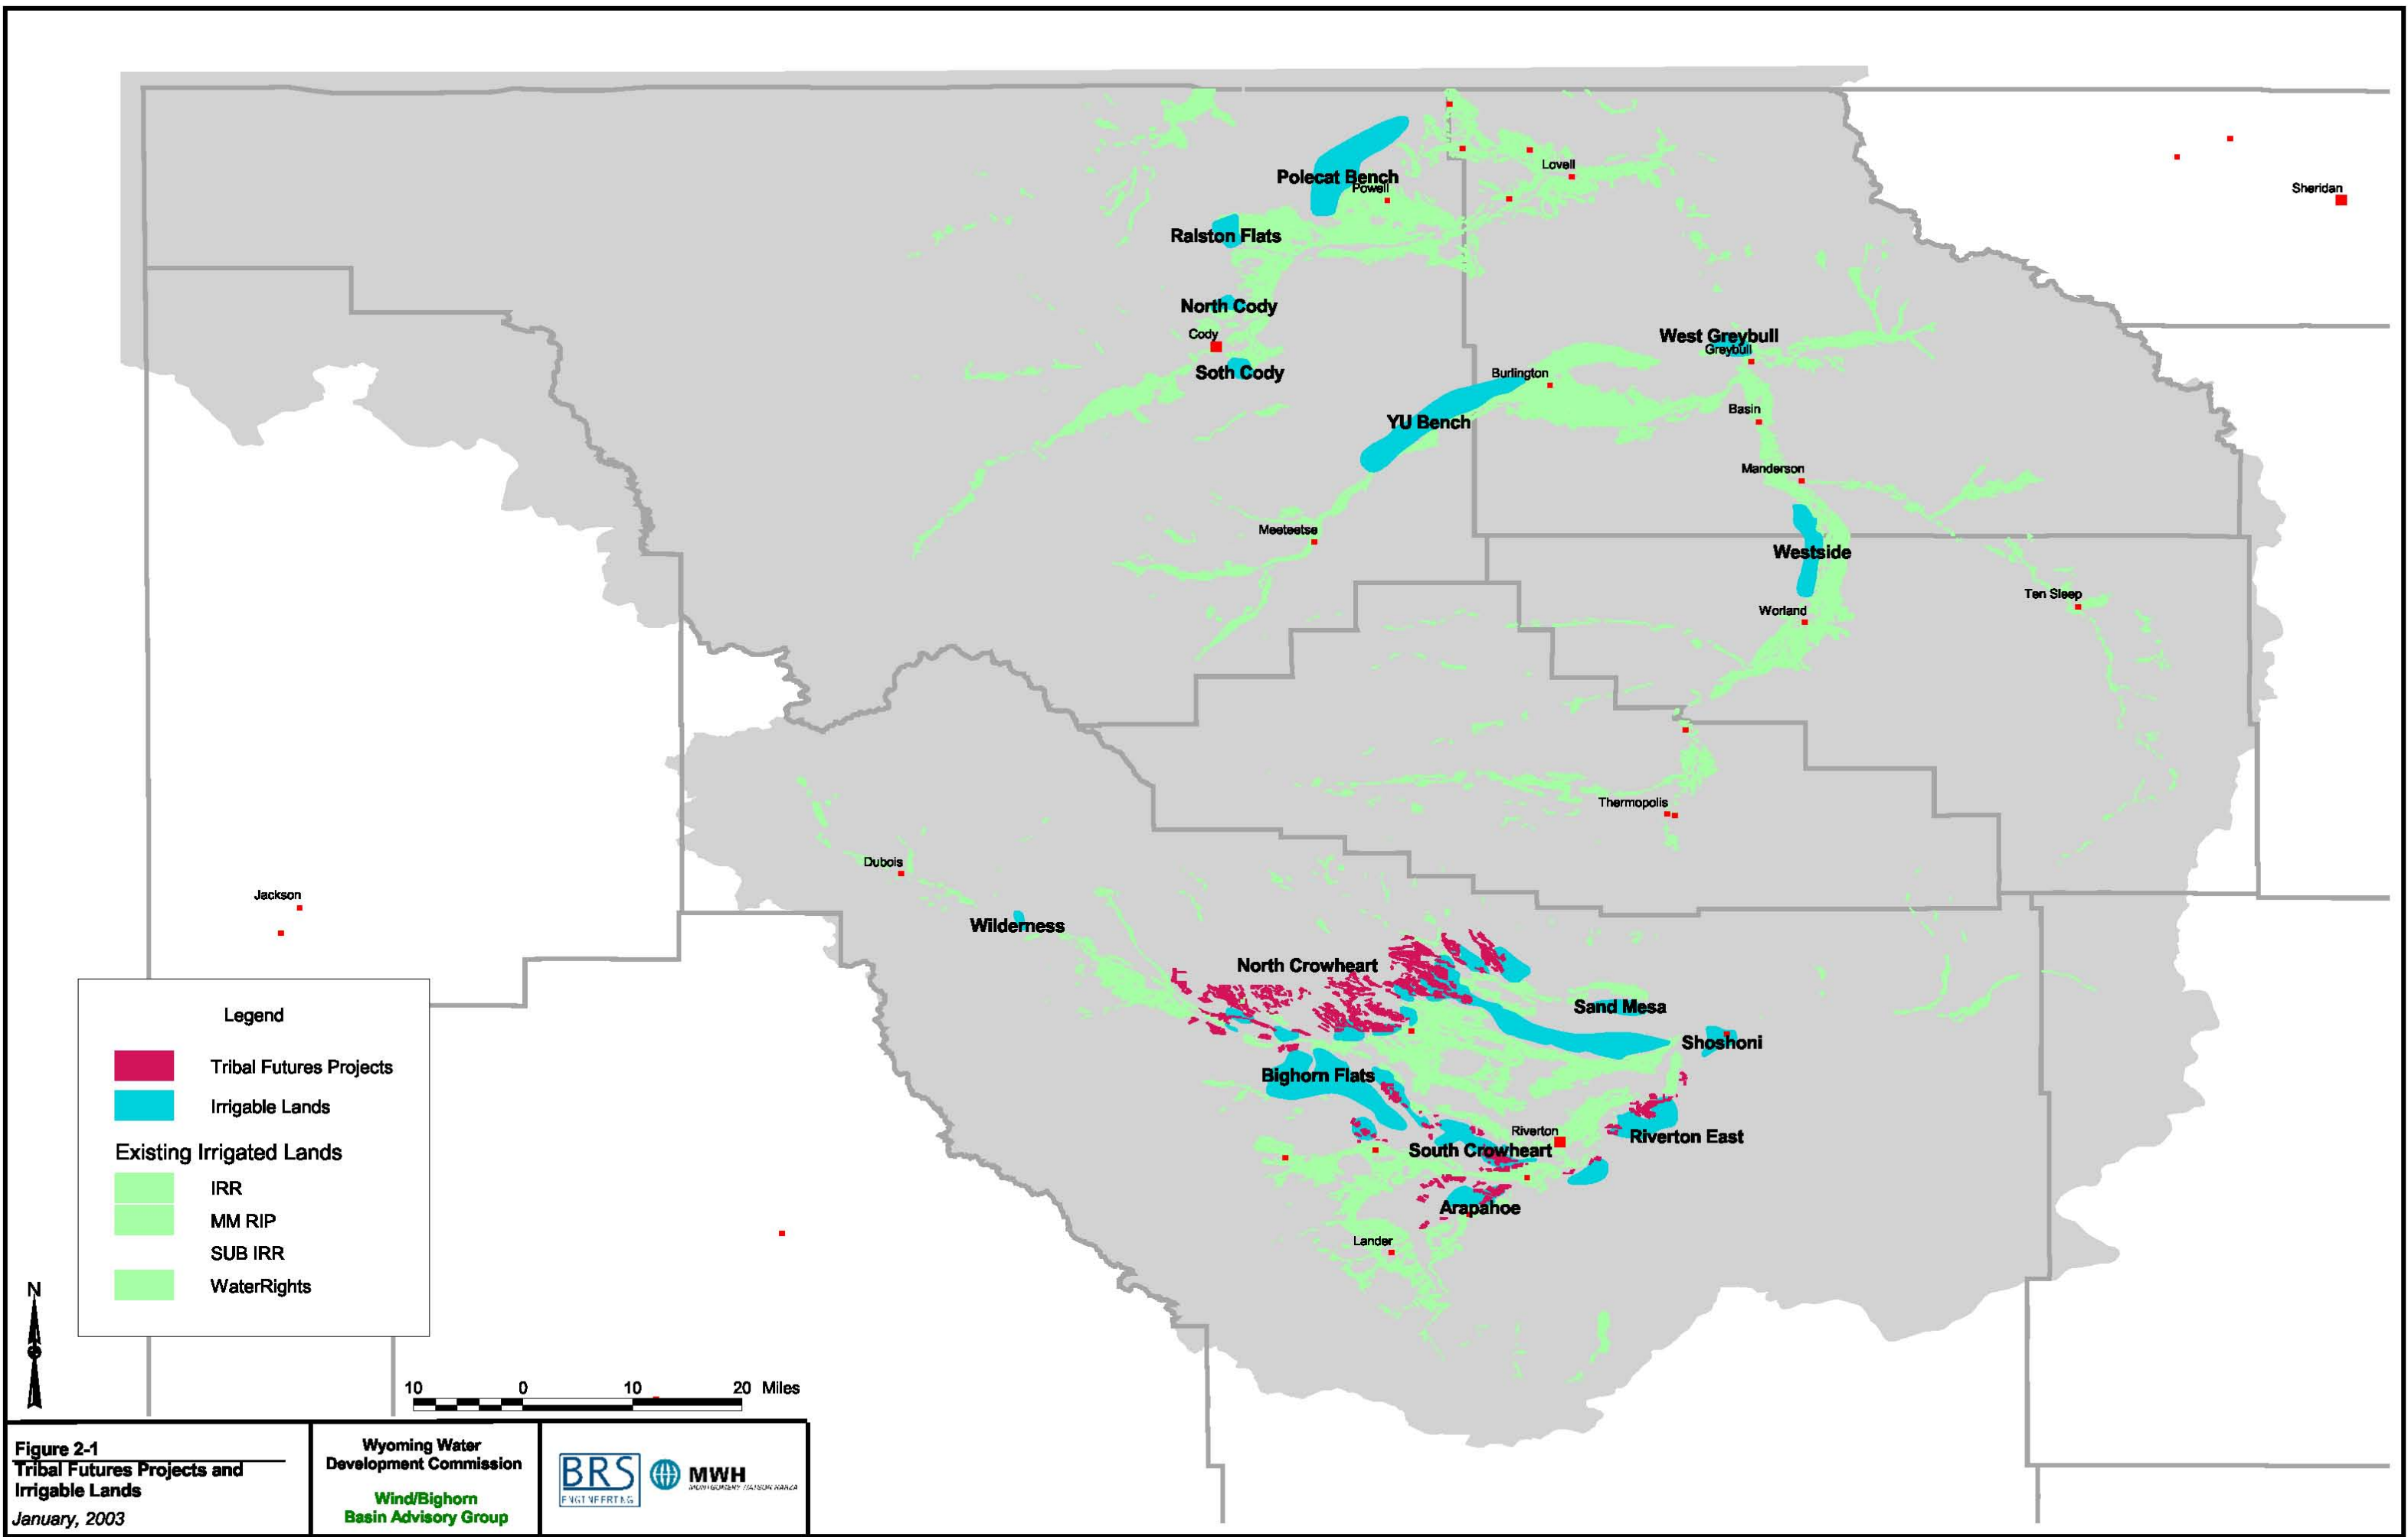 Lovell
Sheridan
Polecat Bench
Powell
Ralston Flats
North Cody
Cody
Soth Cody
West Greybull
Greybull
Burlington
YU Bench
Basin
Manderson
Meeteetse
Westside
Ten Sleep
Worland
Thermopolis
Dubois
Jackson
Wilderness
North Crowheart
Sand Mesa
Shoshoni
Bighorn Flats
Riverton
Riverton East
South Crowheart
Arapahoe
Lander
Legend
Tribal Futures Projects
Irrigable Lands
Existing Irrigated Lands
IRR
MM RIP
SUB IRR
WaterRights
N
10 0 10 20 Miles
Figure 2-1
Tribal Futures Projects and
Irrigable Lands
January, 2003
Wyoming Water
Development Commission
Wind/Bighorn
Basin Advisory Group
BRS
ENGINEERING
MWH
MONTGOMERY WATSON HARZA